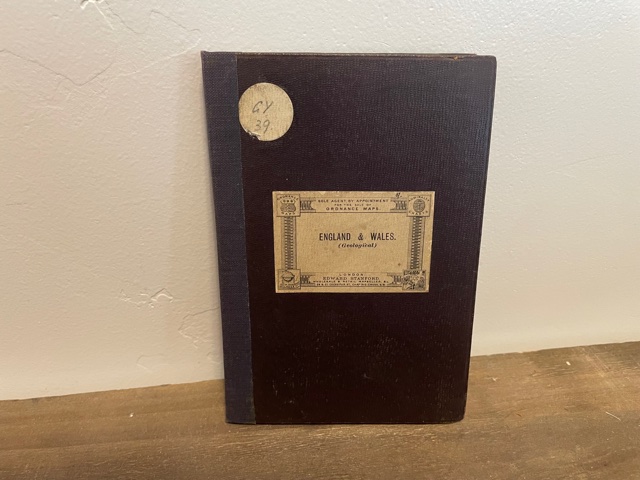 GY
39.
SOLE AGENT BY APPOINTMENT
FOR THE SALE OF
ORDNANCE MAPS.
ENGLAND & WALES.
(Geological)
LONDON
EDWARD STANFORD,